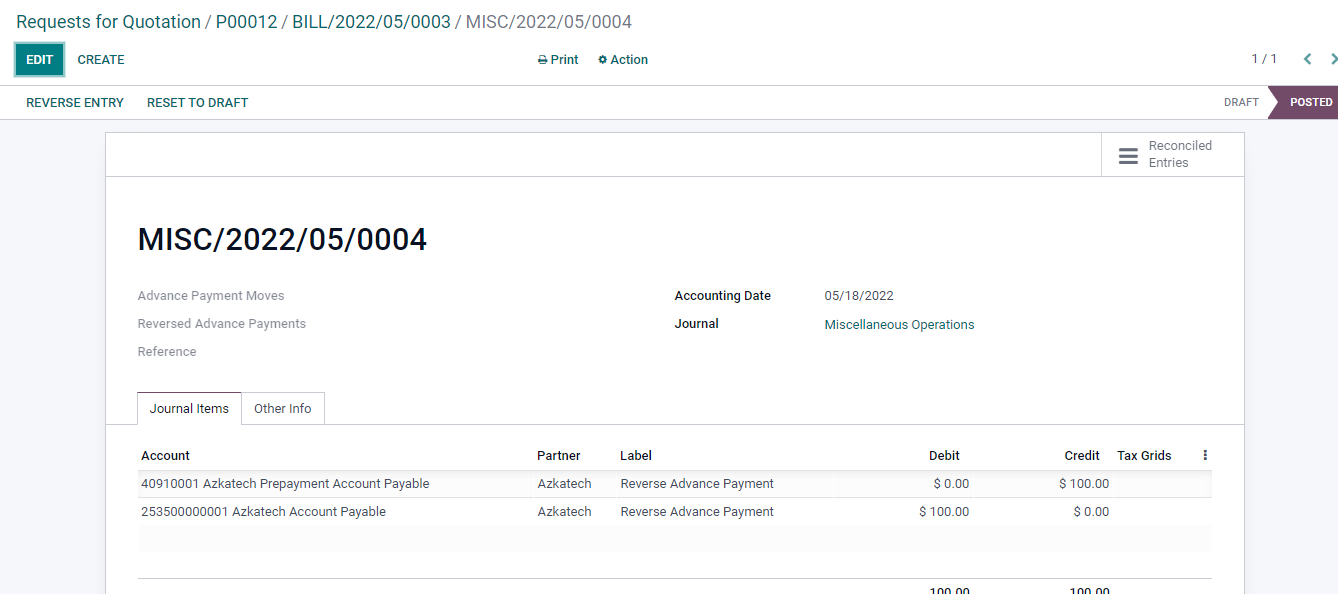 Requests for Quotation / P00012 / BILL/2022/05/0003 / MISC/2022/05/0004
EDIT CREATE Print Action 1 / 1
REVERSE ENTRY RESET TO DRAFT DRAFT POSTED
Reconciled
Entries
MISC/2022/05/0004
Advance Payment Moves Accounting Date 05/18/2022
Reversed Advance Payments Journal Miscellaneous Operations
Reference
Journal Items Other Info
Account Partner Label Debit Credit Tax Grids
40910001 Azkatech Prepayment Account Payable Azkatech Reverse Advance Payment $ 0.00 $ 100.00
253500000001 Azkatech Account Payable Azkatech Reverse Advance Payment $ 100.00 $ 0.00
100.00 100.00